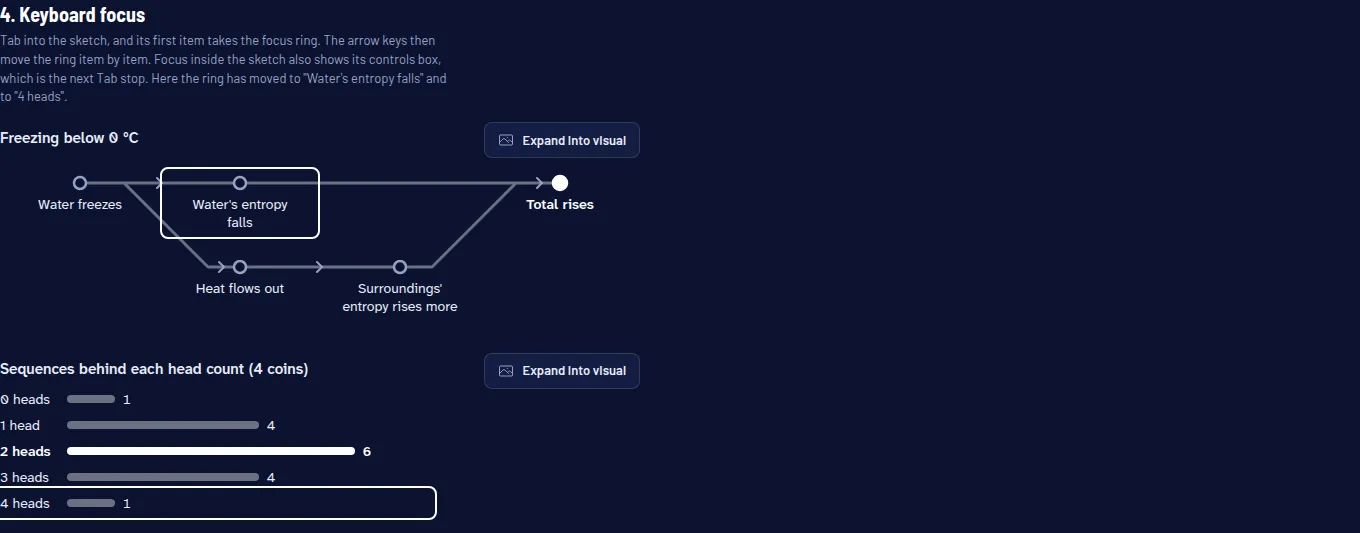 4. Keyboard focus
Tab into the sketch, and its first item takes the focus ring. The arrow keys then
move the ring item by item. Focus inside the sketch also shows its controls box,
which is the next Tab stop. Here the ring has moved to "Water's entropy falls" and
to "4 heads".
Freezing below 0 °C
Expand into visual
Water freezes
Water's entropy
falls
Total rises
Heat flows out
Surroundings'
entropy rises more
Sequences behind each head count (4 coins)
Expand into visual
0 heads 1
1 head 4
2 heads 6
3 heads 4
4 heads 1